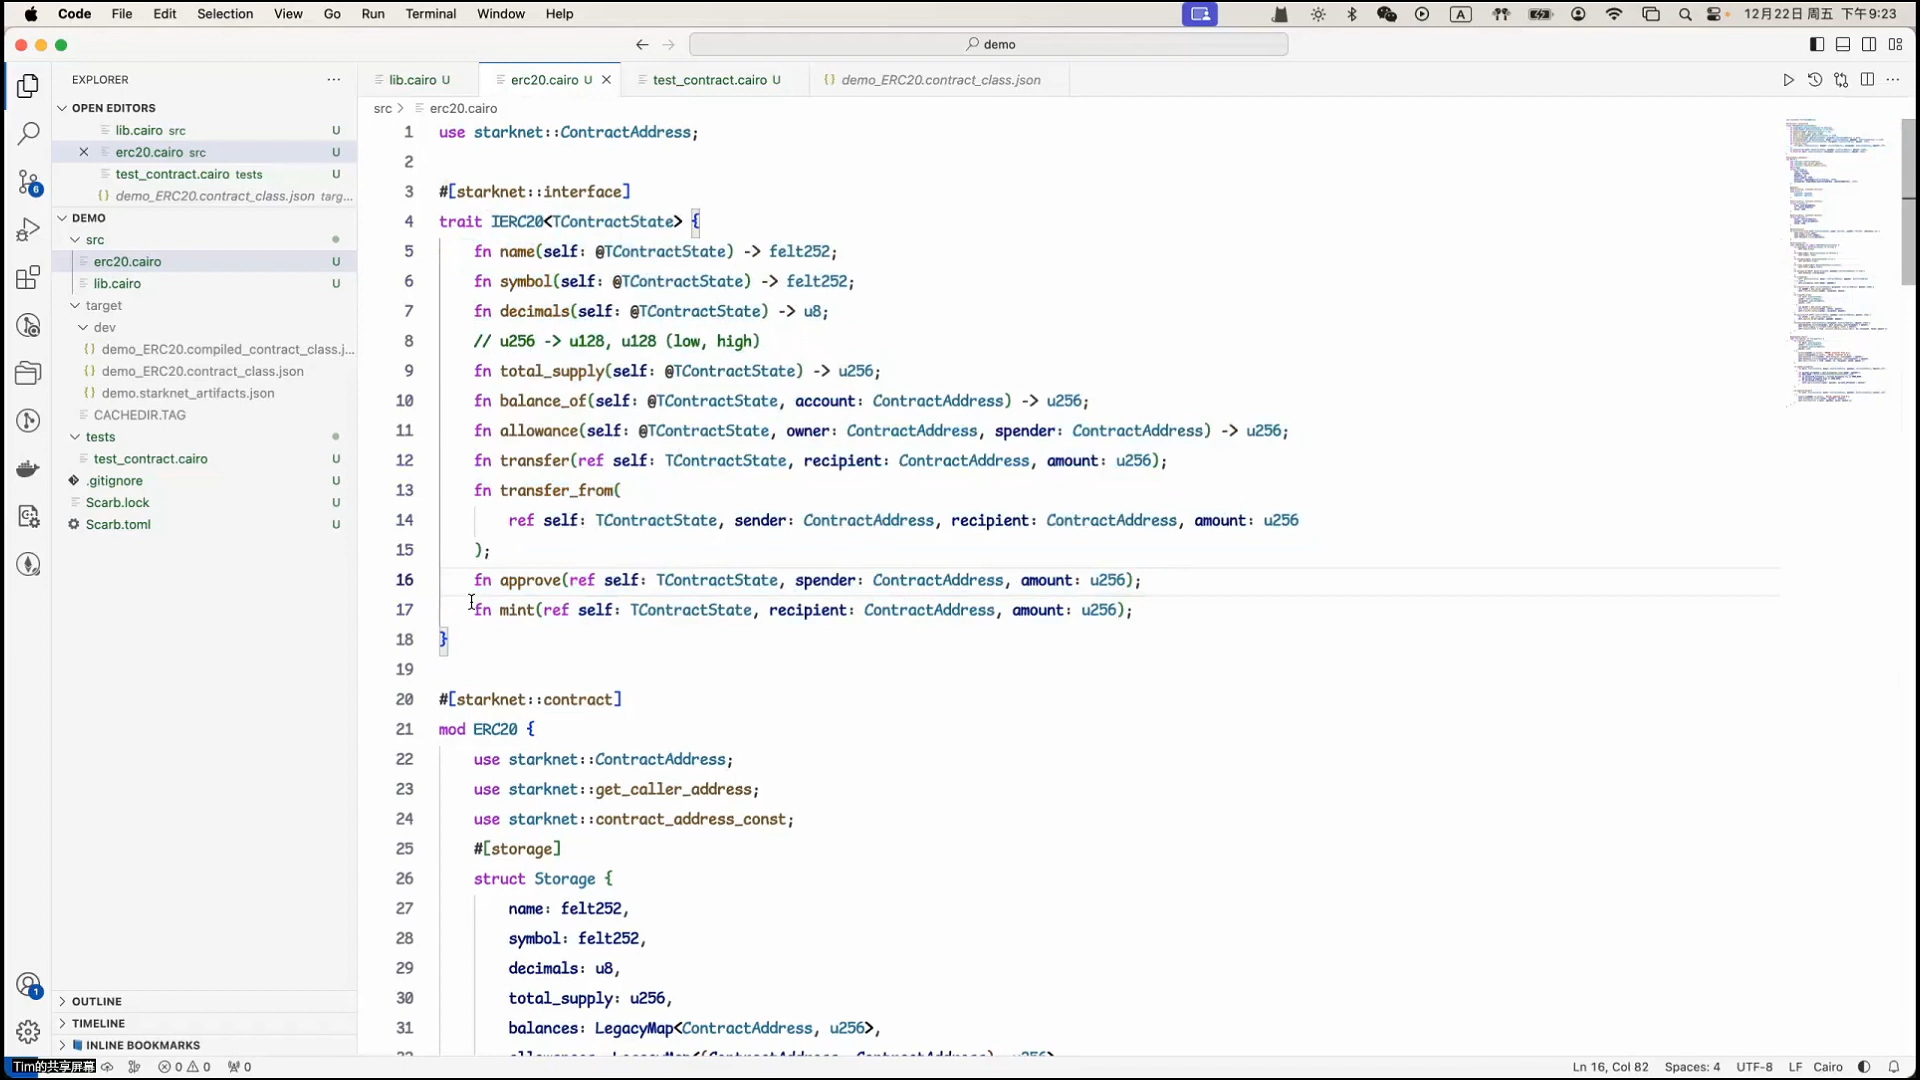 Code File Edit Selection View Go Run Terminal Window Help A 12月22日 周五 下午9:23
demo
EXPLORER
OPEN EDITORS
lib.cairo src U
erc20.cairo src U
test_contract.cairo tests U
{} demo_ERC20.contract_class.json targ...
DEMO
src
erc20.cairo U
lib.cairo U
target
dev
{} demo_ERC20.compiled_contract_class.j...
{} demo_ERC20.contract_class.json
{} demo.starknet_artifacts.json
CACHEDIR.TAG
tests
test_contract.cairo U
.gitignore U
Scarb.lock U
Scarb.toml U
OUTLINE
TIMELINE
INLINE BOOKMARKS
6
1
lib.cairo U erc20.cairo U test_contract.cairo U {} demo_ERC20.contract_class.json
src > erc20.cairo
1 use starknet::ContractAddress;
2
3 #[starknet::interface]
4 trait IERC20<TContractState> {
5 fn name(self: @TContractState) -> felt252;
6 fn symbol(self: @TContractState) -> felt252;
7 fn decimals(self: @TContractState) -> u8;
8 // u256 -> u128, u128 (low, high)
9 fn total_supply(self: @TContractState) -> u256;
10 fn balance_of(self: @TContractState, account: ContractAddress) -> u256;
11 fn allowance(self: @TContractState, owner: ContractAddress, spender: ContractAddress) -> u256;
12 fn transfer(ref self: TContractState, recipient: ContractAddress, amount: u256);
13 fn transfer_from(
14 ref self: TContractState, sender: ContractAddress, recipient: ContractAddress, amount: u256
15 );
16 fn approve(ref self: TContractState, spender: ContractAddress, amount: u256);
17 fn mint(ref self: TContractState, recipient: ContractAddress, amount: u256);
18 }
19
20 #[starknet::contract]
21 mod ERC20 {
22 use starknet::ContractAddress;
23 use starknet::get_caller_address;
24 use starknet::contract_address_const;
25 #[storage]
26 struct Storage {
27 name: felt252,
28 symbol: felt252,
29 decimals: u8,
30 total_supply: u256,
31 balances: LegacyMap<ContractAddress, u256>,
Tim的共享屏幕 0 0 0 Ln 16, Col 82 Spaces: 4 UTF-8 LF Cairo